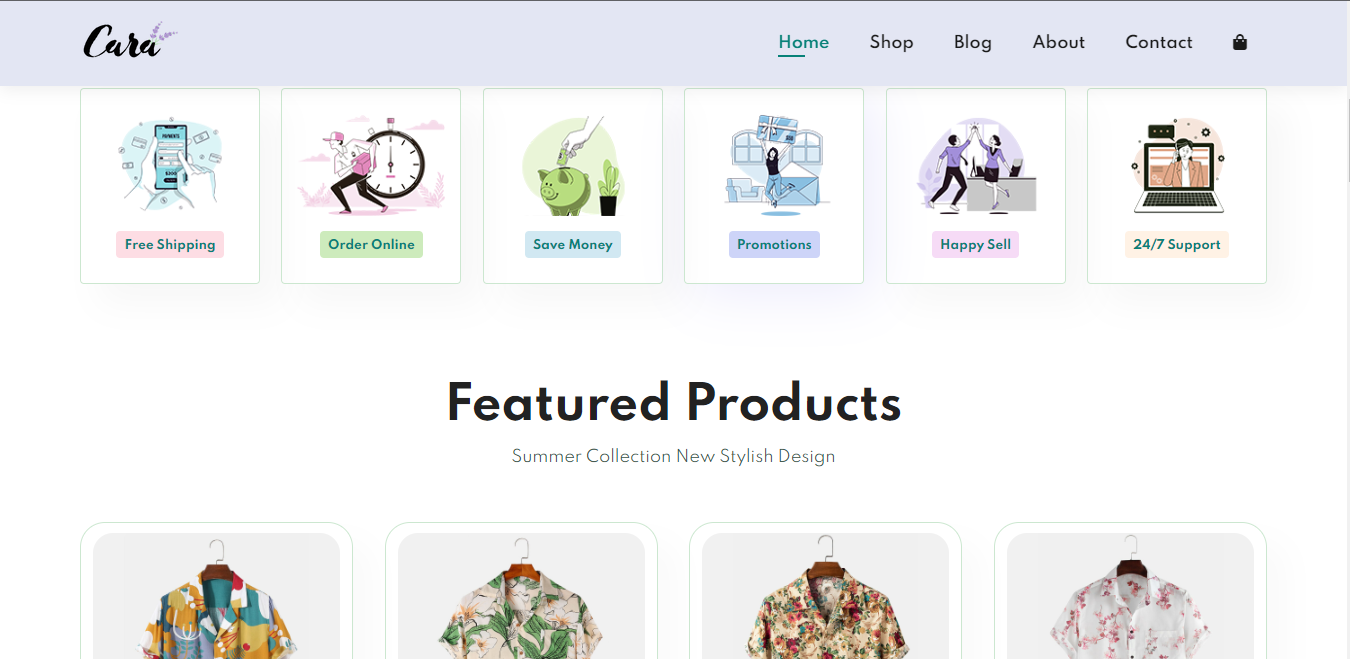 Cara
Home Shop Blog About Contact
PAYMENTS
Free Shipping
Order Online
Save Money
Promotions
Happy Sell
24/7 Support
Featured Products
Summer Collection New Stylish Design